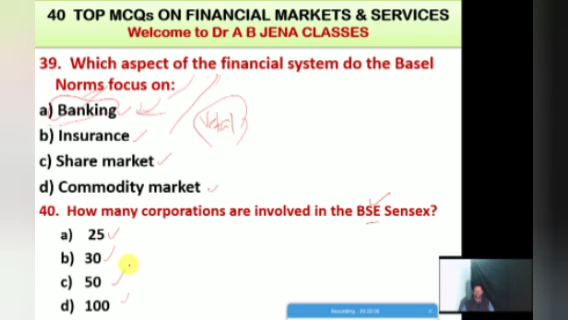 40 TOP MCQs ON FINANCIAL MARKETS & SERVICES
Welcome to Dr A B JENA CLASSES
39. Which aspect of the financial system do the Basel
Norms focus on:
a) Banking
b) Insurance
c) Share market
d) Commodity market
40. How many corporations are involved in the BSE Sensex?
a) 25
b) 30
c) 50
d) 100